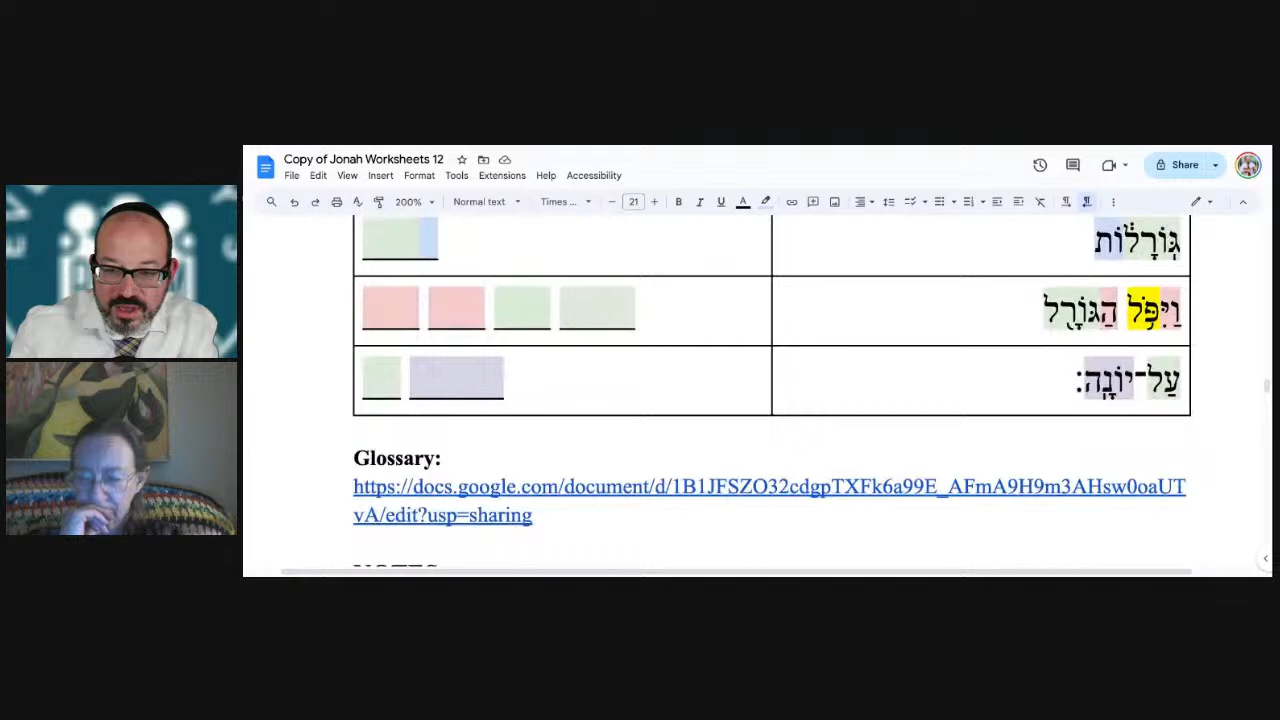 Copy of Jonah Worksheets 12
File Edit View Insert Format Tools Extensions Help Accessibility
Share
200% Normal text Times ... 21
גּֽוֹרָל֔וֹת
וַיִּפֹּ֥ל הַגּוֹרָ֖ל
עַל־יוֹנָֽה׃
Glossary:
https://docs.google.com/document/d/1B1JFSZO32cdgpTXFk6a99E_AFmA9H9m3AHsw0oaUT
vA/edit?usp=sharing
NOTES